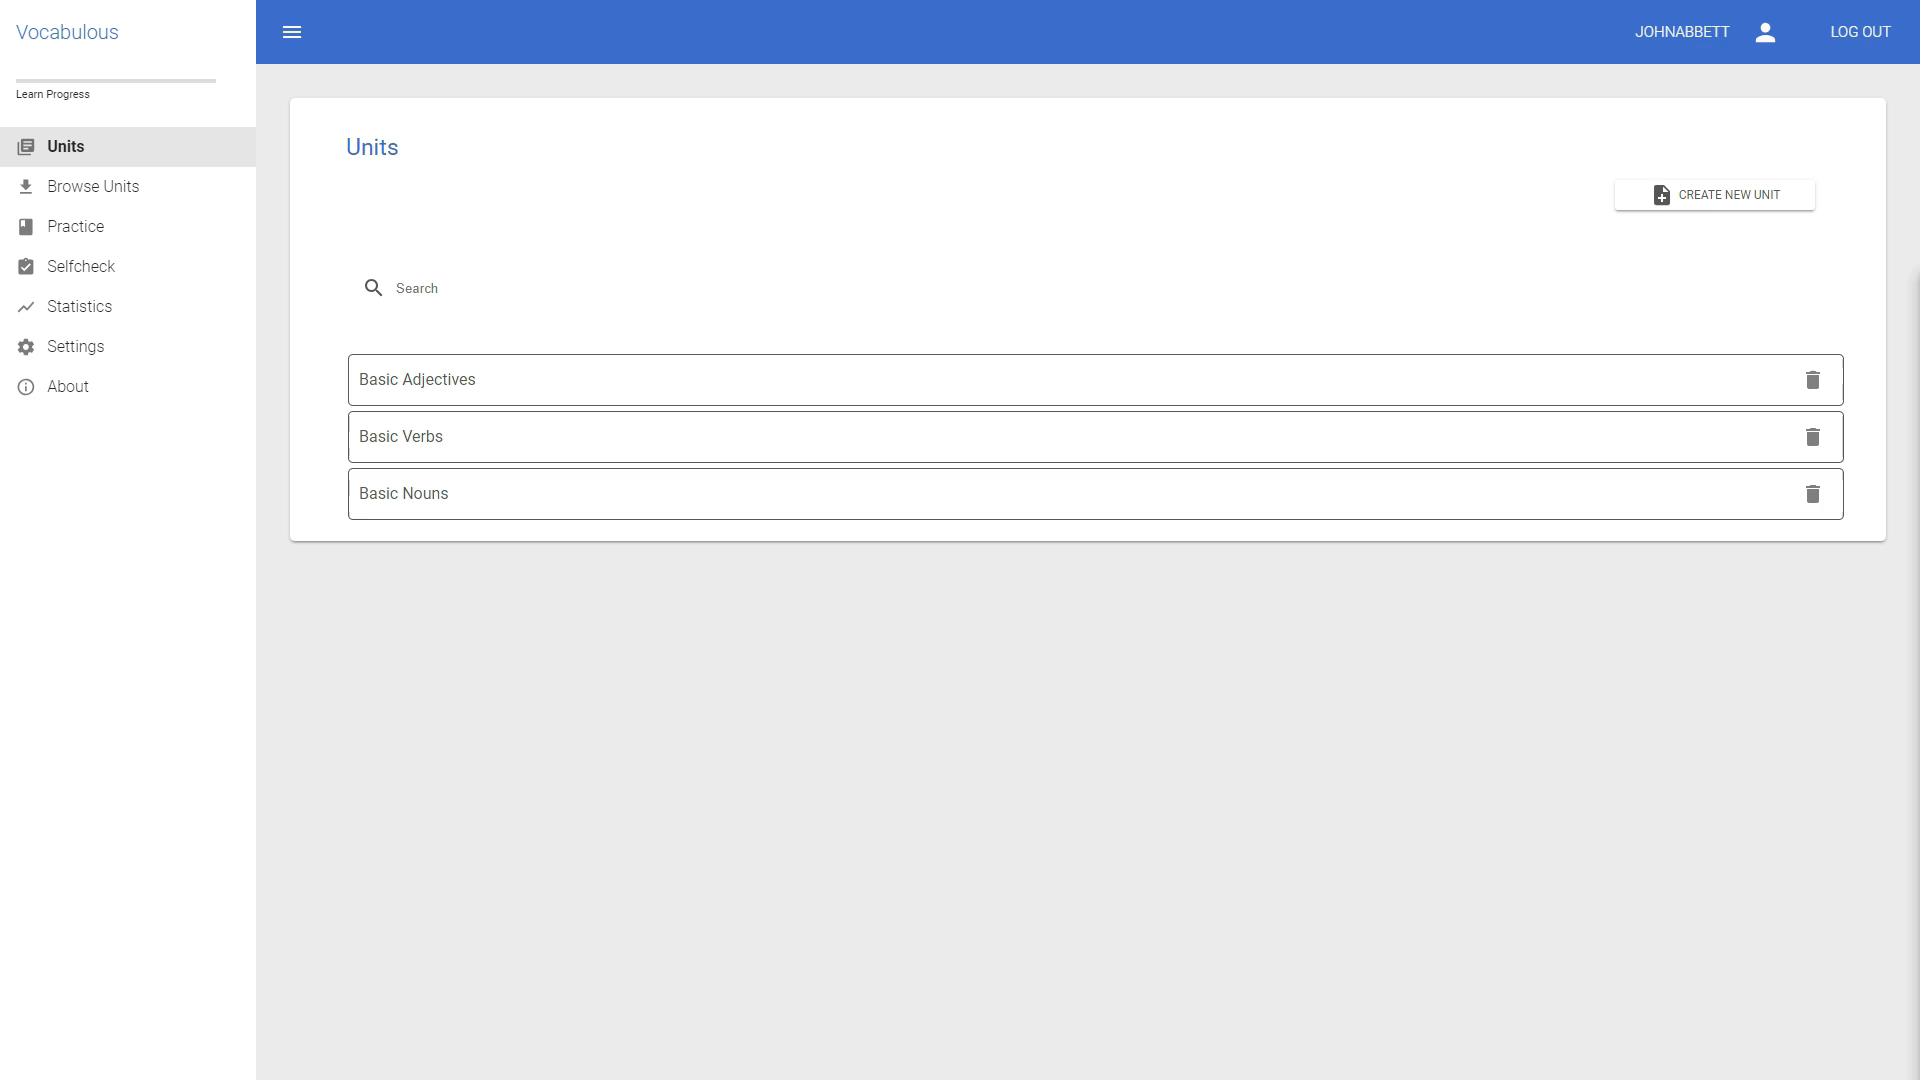 Vocabulous
JOHNABBETT
LOG OUT
Learn Progress
Units
Browse Units
Practice
Selfcheck
Statistics
Settings
About
Units
CREATE NEW UNIT
Search
Basic Adjectives
Basic Verbs
Basic Nouns